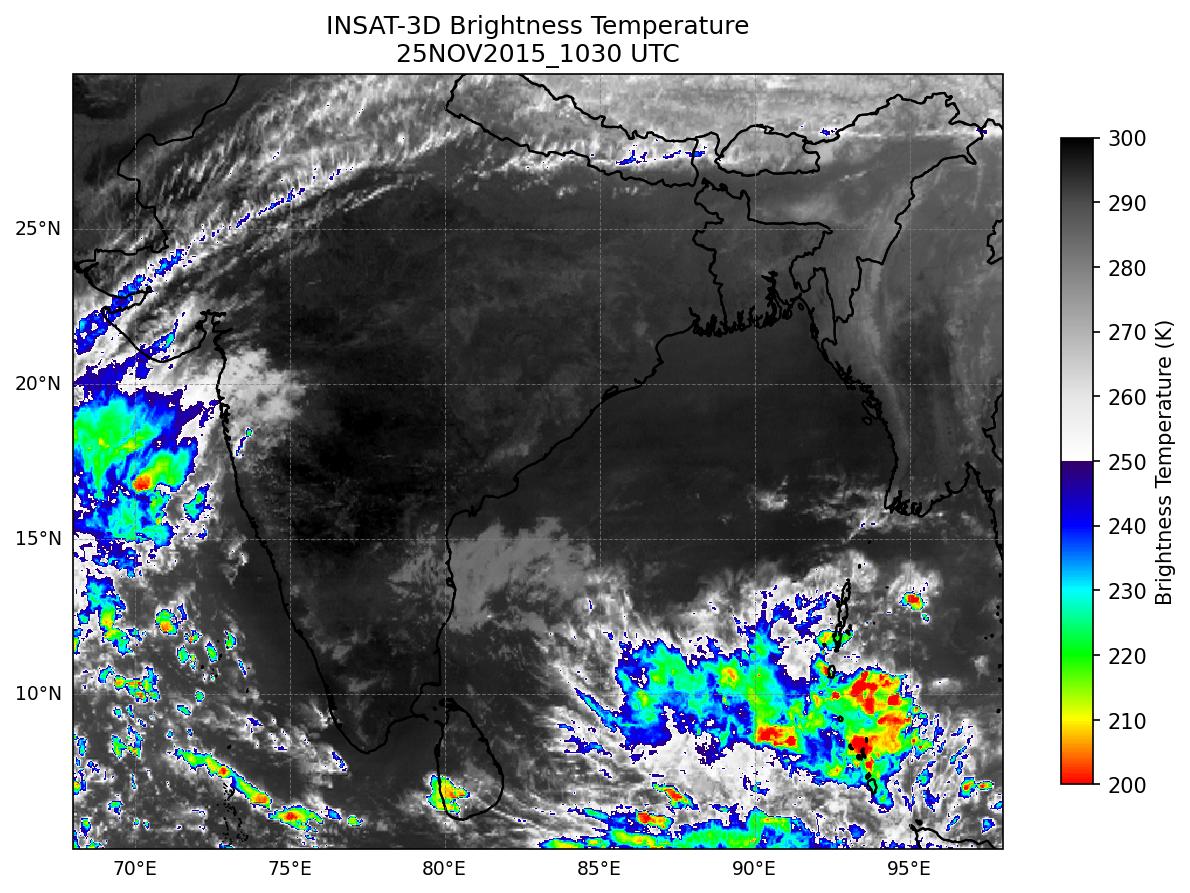 INSAT-3D Brightness Temperature
25NOV2015_1030 UTC
25°N
20°N
15°N
10°N
70°E
75°E
80°E
85°E
90°E
95°E
300
290
280
270
260
250
240
230
220
210
200
Brightness Temperature (K)